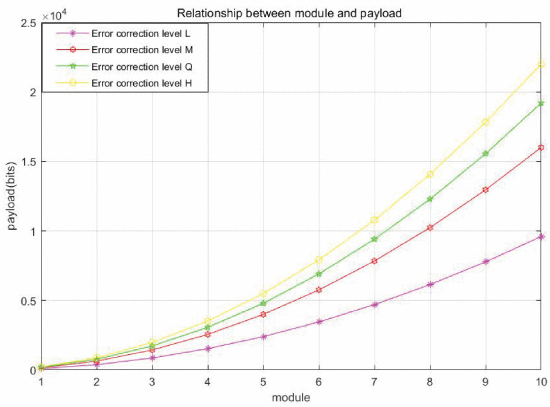 Relationship between module and payload
×10⁴
2.5
2
1.5
1
0.5
0
payload(bits)
Error correction level L
Error correction level M
Error correction level Q
Error correction level H
1 2 3 4 5 6 7 8 9 10
module